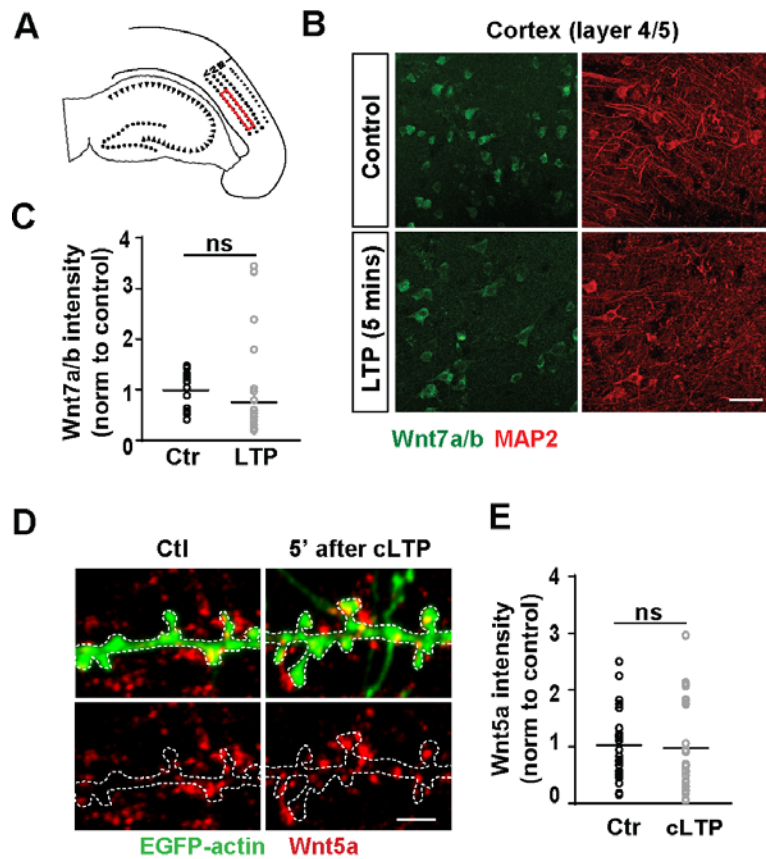 A
B
Cortex (layer 4/5)
Control
LTP (5 mins)
Wnt7a/b MAP2
C
Wnt7a/b intensity
(norm to control)
4
3
2
1
0
ns
Ctr LTP
D
Ctl 5’ after cLTP
EGFP-actin Wnt5a
E
Wnt5a intensity
(norm to control)
4
3
2
1
0
ns
Ctr cLTP